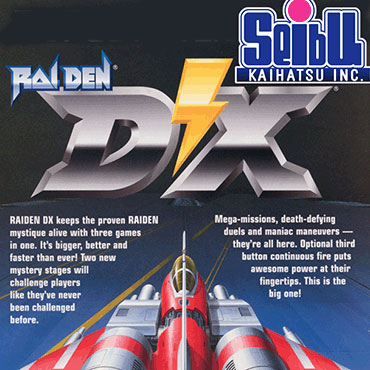 Seibu
KAIHATSU INC.
RAIDEN®
DX®
RAIDEN DX keeps the proven RAIDEN
mystique alive with three games
in one. It's bigger, better and
faster than ever! Two new
mystery stages will
challenge players
like they've never
been challenged
before.
Mega-missions, death-defying
duels and maniac maneuvers —
they're all here. Optional third
button continuous fire puts
awesome power at their
fingertips. This is the
big one!